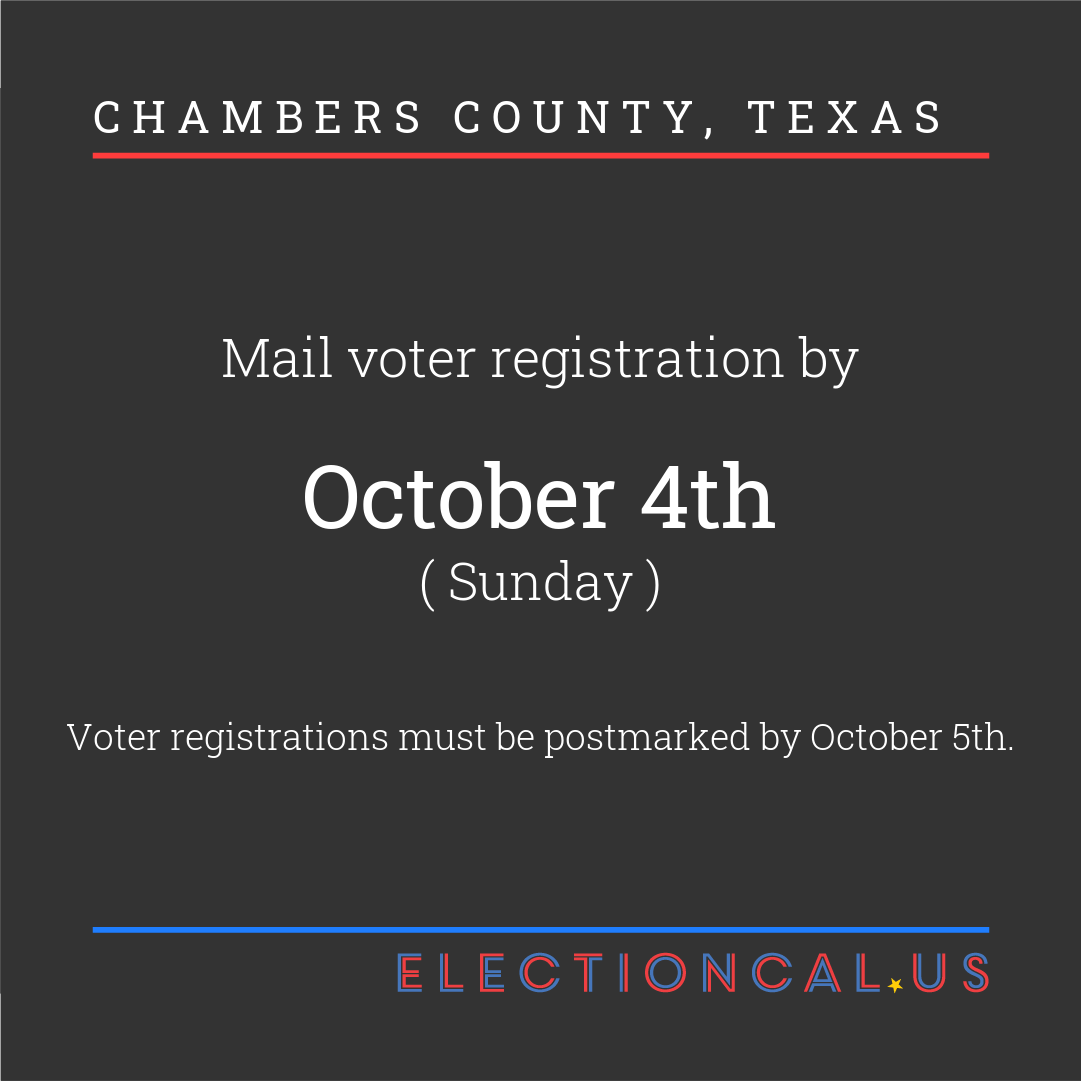 CHAMBERS COUNTY, TEXAS
Mail voter registration by
October 4th
( Sunday )
Voter registrations must be postmarked by October 5th.
ELECTIONCAL.US